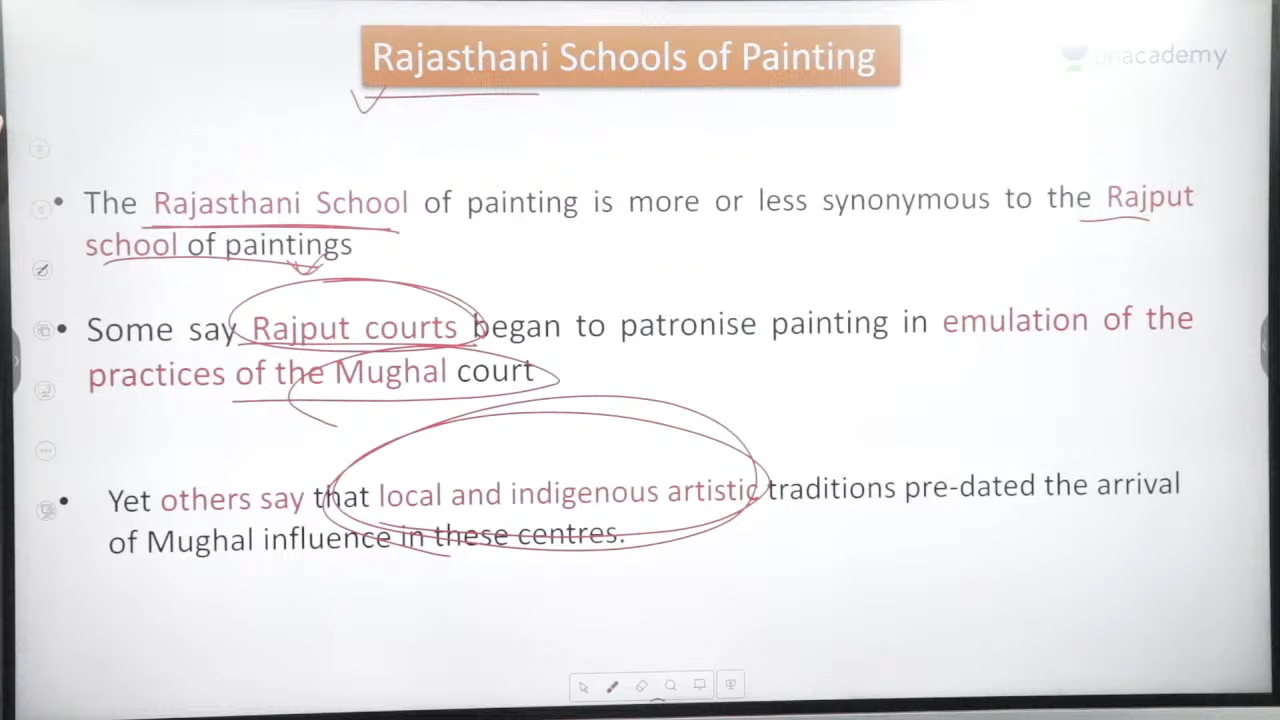 Rajasthani Schools of Painting
unacademy
• The Rajasthani School of painting is more or less synonymous to the Rajput
school of paintings
• Some say Rajput courts began to patronise painting in emulation of the
practices of the Mughal court
• Yet others say that local and indigenous artistic traditions pre-dated the arrival
of Mughal influence in these centres.